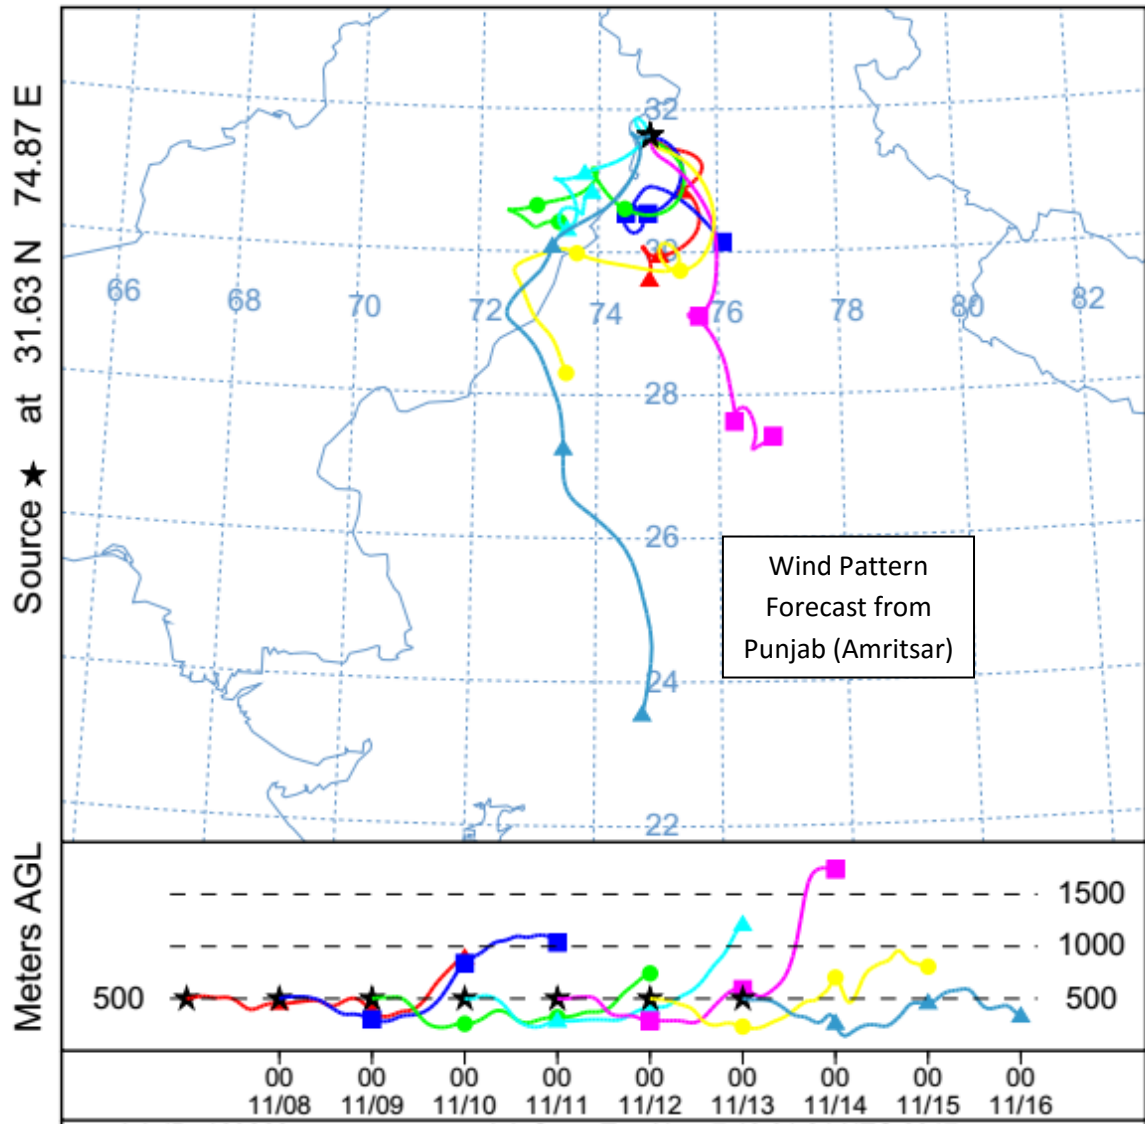 Source ★ at 31.63 N 74.87 E
32
30
66 68 70 72 74 76 78 80 82
28
26
Wind Pattern
Forecast from
Punjab (Amritsar)
24
22
Meters AGL
1500
1000
500 500
00 00 00 00 00 00 00 00 00
11/08 11/09 11/10 11/11 11/12 11/13 11/14 11/15 11/16